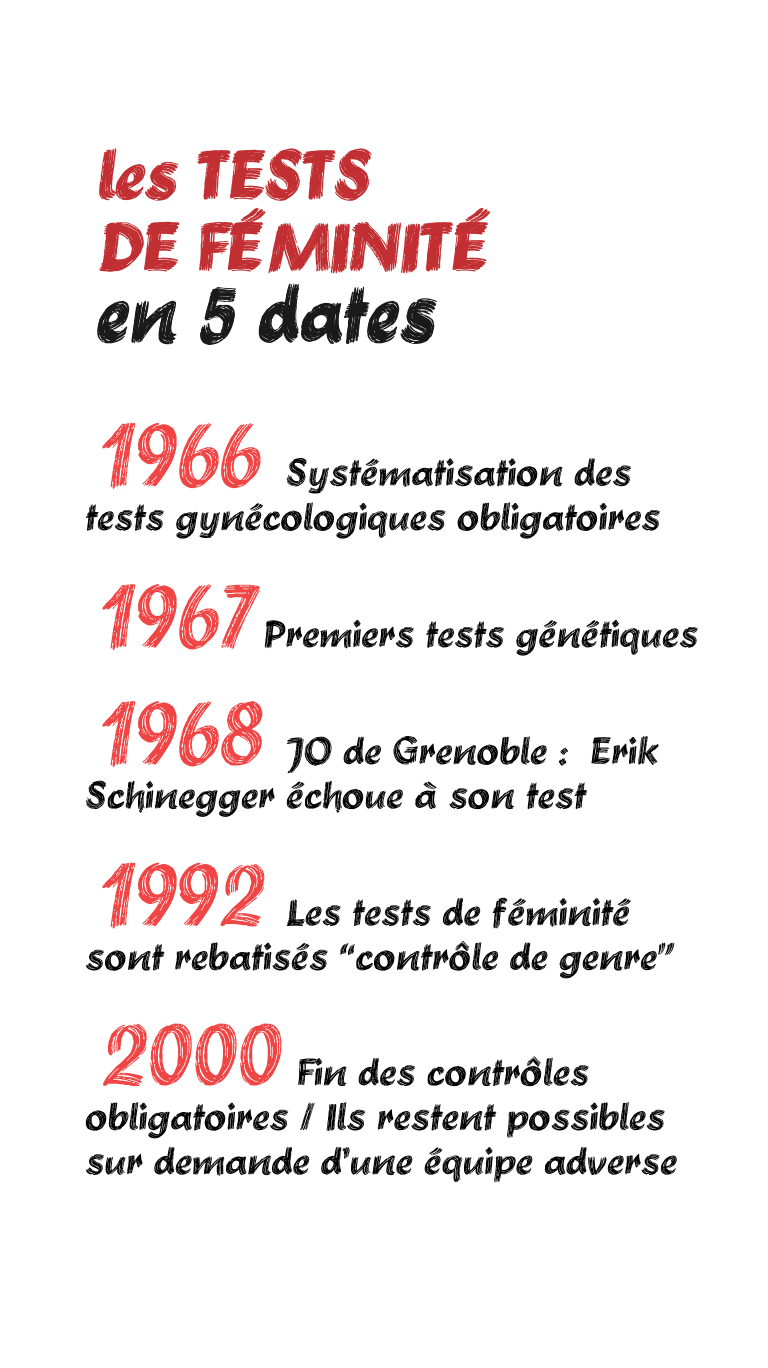 les TESTS
DE FÉMINITÉ
en 5 dates
1966 Systématisation des
tests gynécologiques obligatoires
1967 Premiers tests génétiques
1968 JO de Grenoble : Erik
Schinegger échoue à son test
1992 Les tests de féminité
sont rebatisés “contrôle de genre”
2000 Fin des contrôles
obligatoires / Ils restent possibles
sur demande d'une équipe adverse